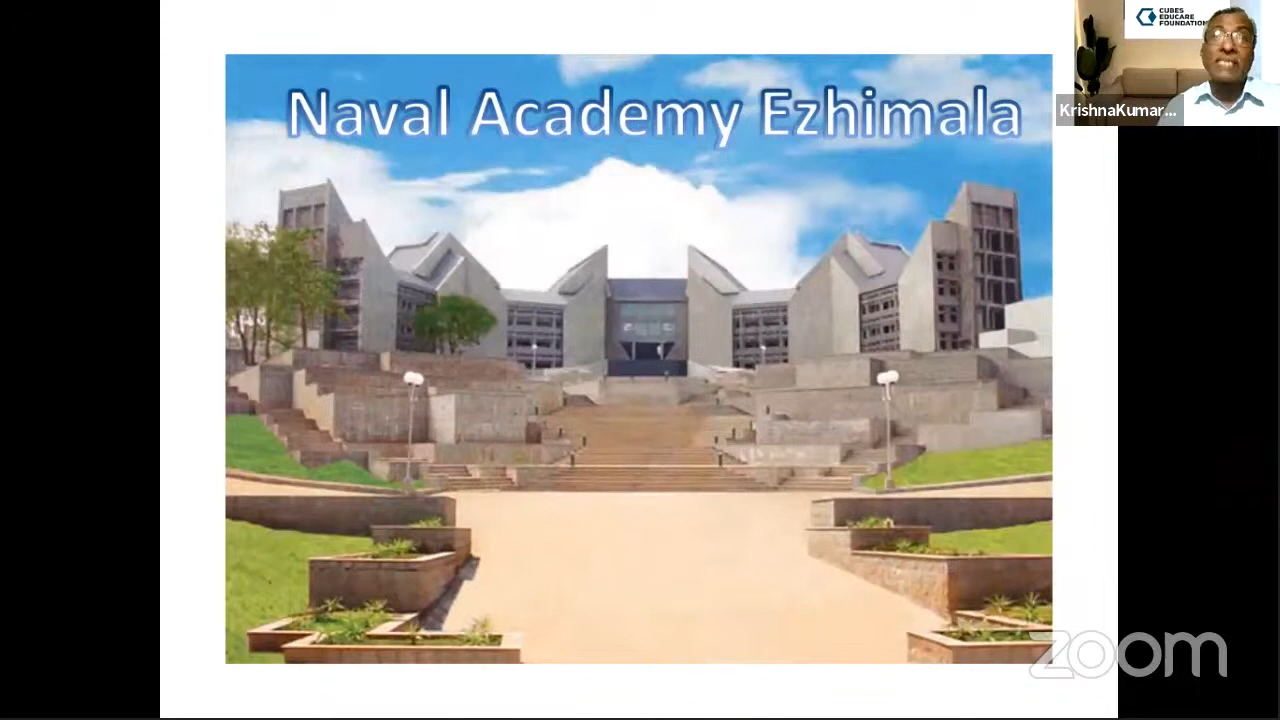 Naval Academy Ezhimala
CUBES
EDUCARE
FOUNDATION
KrishnaKumar...
zoom